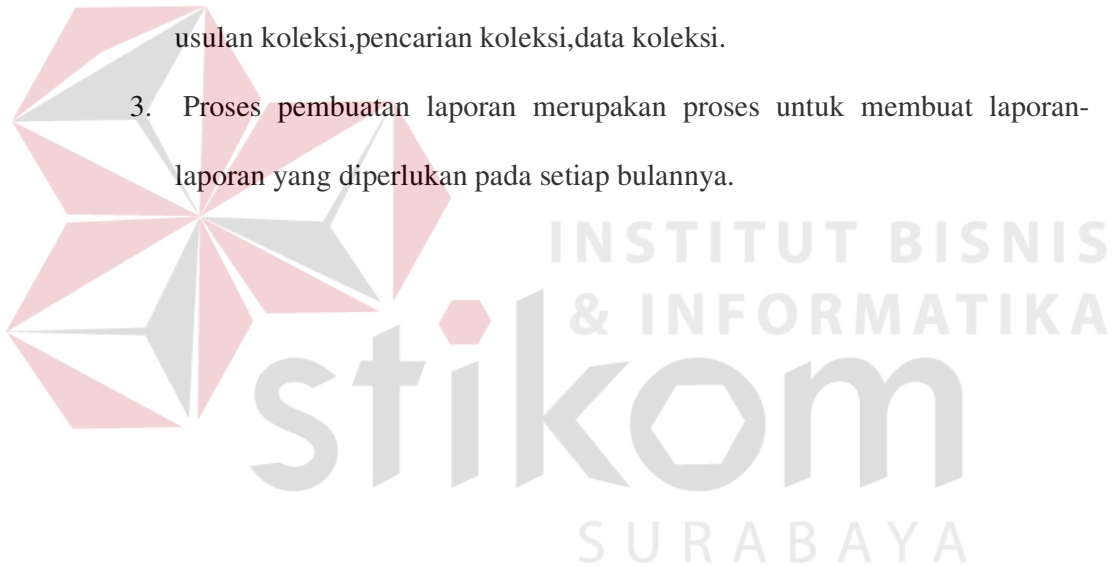 usulan koleksi,pencarian koleksi,data koleksi.
3. Proses pembuatan laporan merupakan proses untuk membuat laporan-
laporan yang diperlukan pada setiap bulannya.
INSTITUT BISNIS
& INFORMATIKA
stikom
SURABAYA